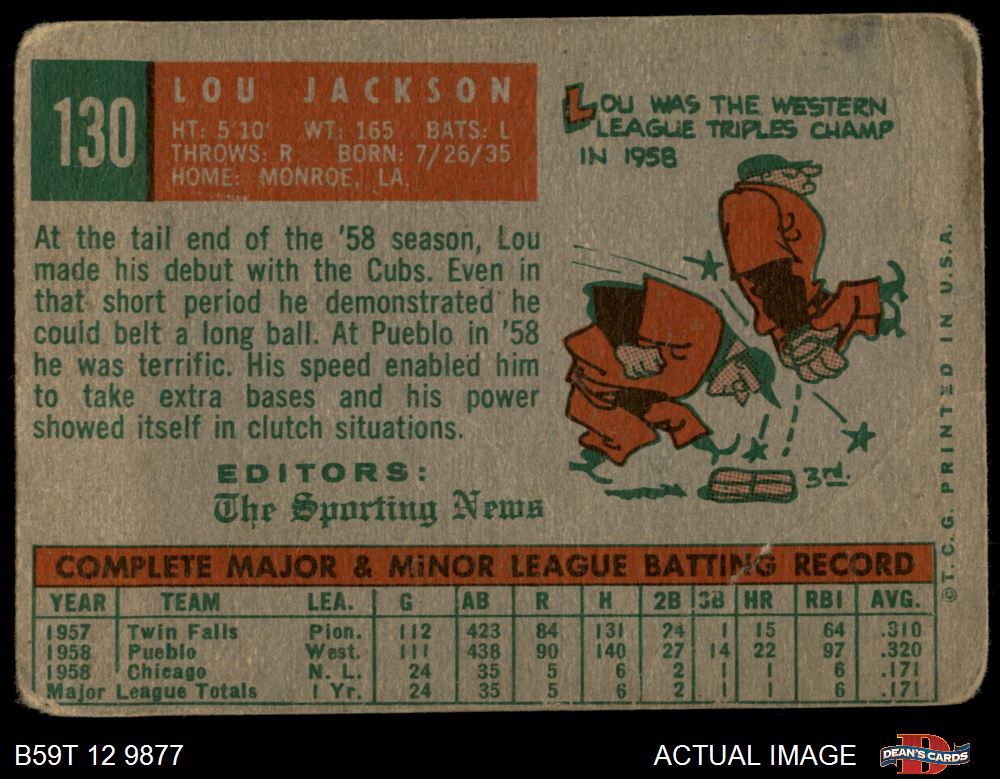 130
LOU JACKSON
HT: 5'10' WT: 165 BATS: L
THROWS: R BORN: 7/26/35
HOME: MONROE, LA.
LOU WAS THE WESTERN
LEAGUE TRIPLES CHAMP
IN 1958
At the tail end of the '58 season, Lou
made his debut with the Cubs. Even in
that short period he demonstrated he
could belt a long ball. At Pueblo in '58
he was terrific. His speed enabled him
to take extra bases and his power
showed itself in clutch situations.
EDITORS:
The Sporting News
3rd.
©T. C. G. PRINTED IN U.S.A.
COMPLETE MAJOR & MiNOR LEAGUE BATTING RECORD
YEAR TEAM LEA. G AB R H 2B 3B HR RBI AVG.
1957 Twin Falls Pion. 112 423 84 131 24 1 15 64 .310
1958 Pueblo West. 111 438 90 140 27 14 22 97 .320
1958 Chicago N. L. 24 35 5 6 2 1 1 6 .171
Major League Totals 1 Yr. 24 35 5 6 2 1 1 6 .171
B59T 12 9877
ACTUAL IMAGE
D
DEAN'S CARDS